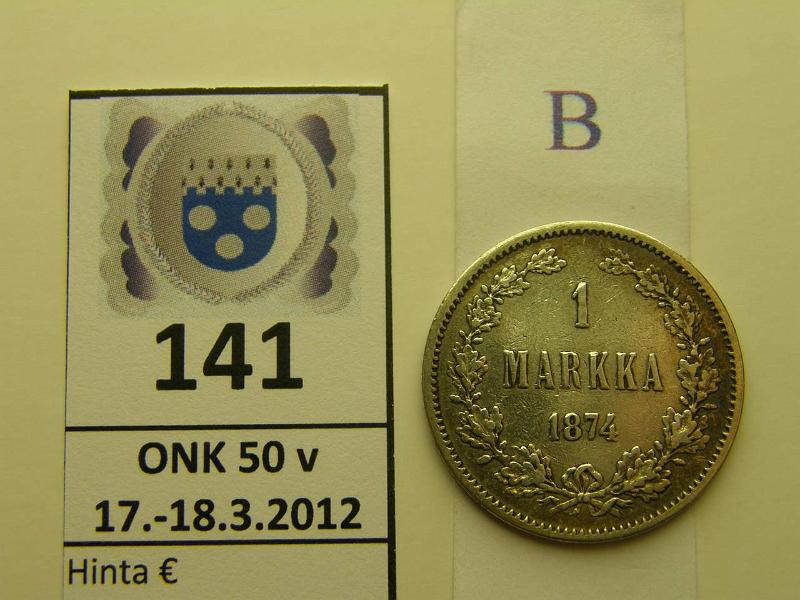 141
ONK 50 v
17.-18.3.2012
Hinta €
B
1
MARKKA
1874